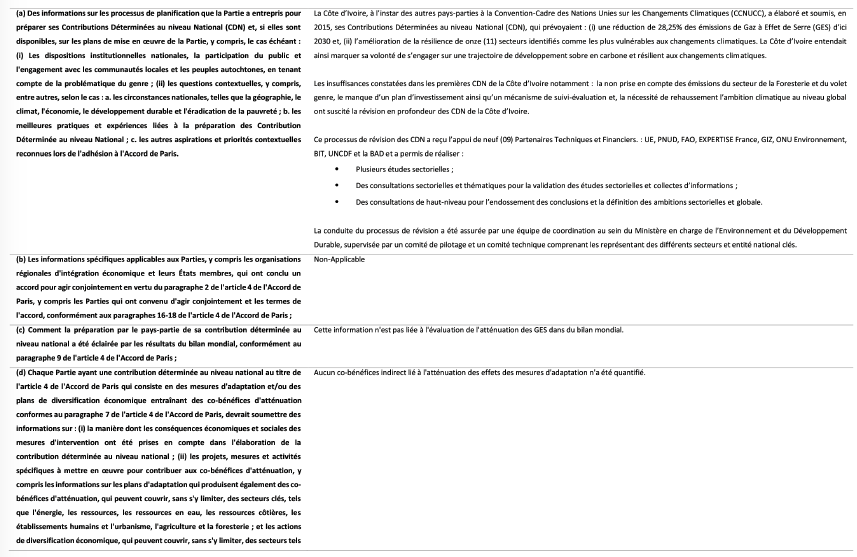 (a) Des informations sur les processus de planification que la Partie a entrepris pour
préparer ses Contributions Déterminées au niveau National (CDN) et, si elles sont
disponibles, sur les plans de mise en œuvre de la Partie, y compris, le cas échéant :
(i) Les dispositions institutionnelles nationales, la participation du public et
l'engagement avec les communautés locales et les peuples autochtones, en tenant
compte de la problématique du genre ; (ii) les questions contextuelles, y compris,
entre autres, selon le cas : a. les circonstances nationales, telles que la géographie, le
climat, l'économie, le développement durable et l'éradication de la pauvreté ; b. les
meilleures pratiques et expériences liées à la préparation des Contribution
Déterminée au niveau National ; c. les autres aspirations et priorités contextuelles
reconnues lors de l'adhésion à l'Accord de Paris.
La Côte d'Ivoire, à l'instar des autres pays-parties à la Convention-Cadre des Nations Unies sur les Changements Climatiques (CCNUCC), a élaboré et soumis, en
2015, ses Contributions Déterminées au niveau National (CDN), qui prévoyaient : (i) une réduction de 28,25% des émissions de Gaz à Effet de Serre (GES) d'ici
2030 et, (ii) l'amélioration de la résilience de onze (11) secteurs identifiés comme les plus vulnérables aux changements climatiques. La Côte d'Ivoire entendait
ainsi marquer sa volonté de s'engager sur une trajectoire de développement sobre en carbone et résilient aux changements climatiques.
Les Insuffisances constatées dans les premières CDN de la Côte d'Ivoire notamment : la non prise en compte des émissions du secteur de la Foresterie et du volet
genre, le manque d'un plan d'investissement ainsi qu'un mécanisme de suivi-évaluation et, la nécessité de rehaussement l'ambition climatique au niveau global
ont suscité la révision en profondeur des CDN de la Côte d'Ivoire.
Ce processus de révision des CDN a reçu l'appui de neuf (09) Partenaires Techniques et Financiers. : UE, PNUD, FAO, EXPERTISE France, GIZ, ONU Environnement,
BIT, UNCDF et la BAD et a permis de réaliser :
• Plusieurs études sectorielles ;
• Des consultations sectorielles et thématiques pour la validation des études sectorielles et collectes d'informations ;
• Des consultations de haut-niveau pour l'endossement des conclusions et la définition des ambitions sectorielles et globale.
La conduite du processus de révision a été assurée par une équipe de coordination au sein du Ministère en charge de l'Environnement et du Développement
Durable, supervisée par un comité de pilotage et un comité technique comprenant les représentant des différents secteurs et entité national clés.
(b) Les informations spécifiques applicables aux Parties, y compris les organisations
régionales d'intégration économique et leurs États membres, qui ont conclu un
accord pour agir conjointement en vertu du paragraphe 2 de l'article 4 de l'Accord de
Paris, y compris les Parties qui ont convenu d'agir conjointement et les termes de
l'accord, conformément aux paragraphes 16-18 de l'article 4 de l'Accord de Paris ;
Non-Applicable
(c) Comment la préparation par le pays-partie de sa contribution déterminée au
niveau national a été éclairée par les résultats du bilan mondial, conformément au
paragraphe 9 de l'article 4 de l'Accord de Paris ;
Cette information n'est pas liée à l'évaluation de l'atténuation des GES dans du bilan mondial.
(d) Chaque Partie ayant une contribution déterminée au niveau national au titre de
l'article 4 de l'Accord de Paris qui consiste en des mesures d'adaptation et/ou des
plans de diversification économique entraînant des co-bénéfices d'atténuation
conformes au paragraphe 7 de l'article 4 de l'Accord de Paris, devrait soumettre des
informations sur : (i) la manière dont les conséquences économiques et sociales des
mesures d'intervention ont été prises en compte dans l'élaboration de la
contribution déterminée au niveau national ; (ii) les projets, mesures et activités
spécifiques à mettre en œuvre pour contribuer aux co-bénéfices d'atténuation, y
compris les informations sur les plans d'adaptation qui produisent également des co-
bénéfices d'atténuation, qui peuvent couvrir, sans s'y limiter, des secteurs clés, tels
que l'énergie, les ressources, les ressources en eau, les ressources côtières, les
établissements humains et l'urbanisme, l'agriculture et la foresterie ; et les actions
de diversification économique, qui peuvent couvrir, sans s'y limiter, des secteurs tels
Aucun co-bénéfices indirect lié à l'atténuation des effets des mesures d'adaptation n'a été quantifié.